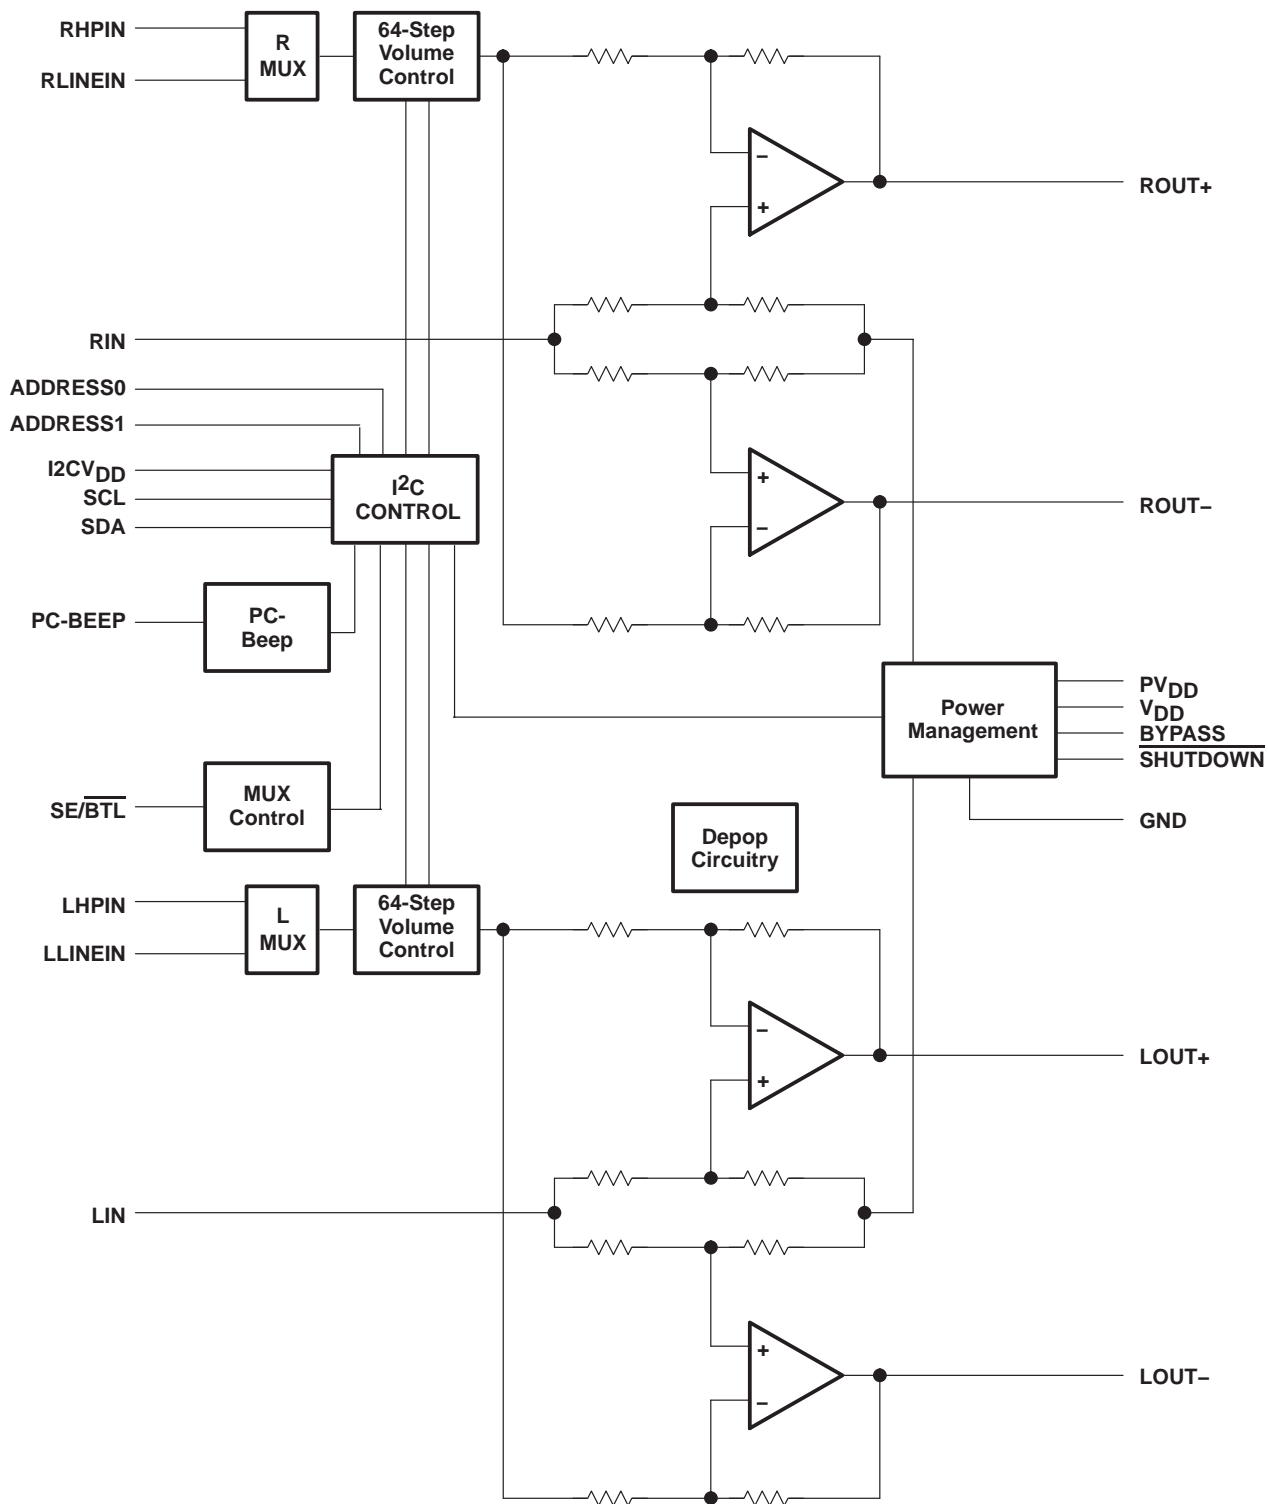 RHPIN
RLINEIN
R
MUX
64-Step
Volume
Control
−
+
ROUT+
RIN
ADDRESS0
ADDRESS1
I2CVDD
SCL
SDA
I2C
CONTROL
+
−
ROUT−
PC-BEEP
PC-
Beep
Power
Management
PVDD
VDD
BYPASS
SHUTDOWN
GND
SE/BTL
MUX
Control
Depop
Circuitry
LHPIN
LLINEIN
L
MUX
64-Step
Volume
Control
−
+
LOUT+
LIN
+
−
LOUT−